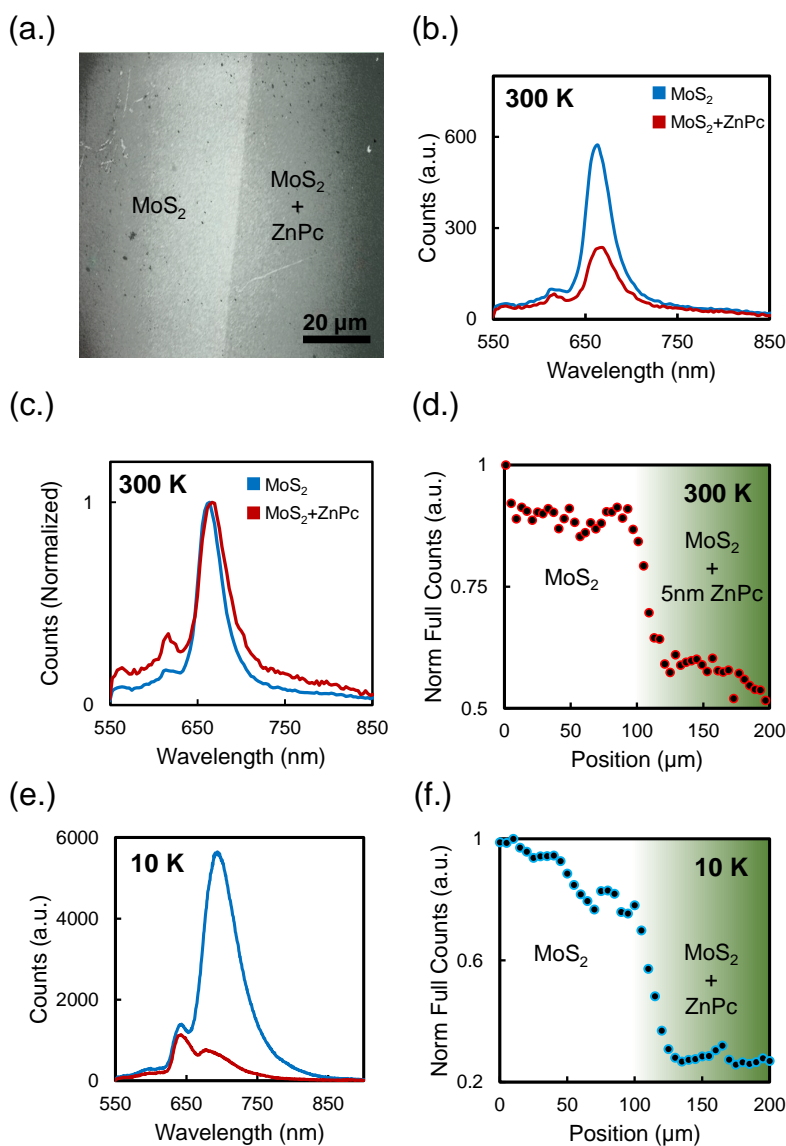 (a.)
MoS₂
MoS₂
+
ZnPc
20 µm
(b.)
300 K
MoS₂
MoS₂+ZnPc
600
300
0
Counts (a.u.)
550
650
750
850
Wavelength (nm)
(c.)
300 K
MoS₂
MoS₂+ZnPc
1
0
Counts (Normalized)
550
650
750
850
Wavelength (nm)
(d.)
300 K
MoS₂
+
5nm ZnPc
MoS₂
1
0.75
0.5
Norm Full Counts (a.u.)
0
50
100
150
200
Position (µm)
(e.)
10 K
6000
4000
2000
0
Counts (a.u.)
550
650
750
850
Wavelength (nm)
(f.)
10 K
MoS₂
MoS₂
+
ZnPc
1
0.6
0.2
Norm Full Counts (a.u.)
0
50
100
150
200
Position (µm)